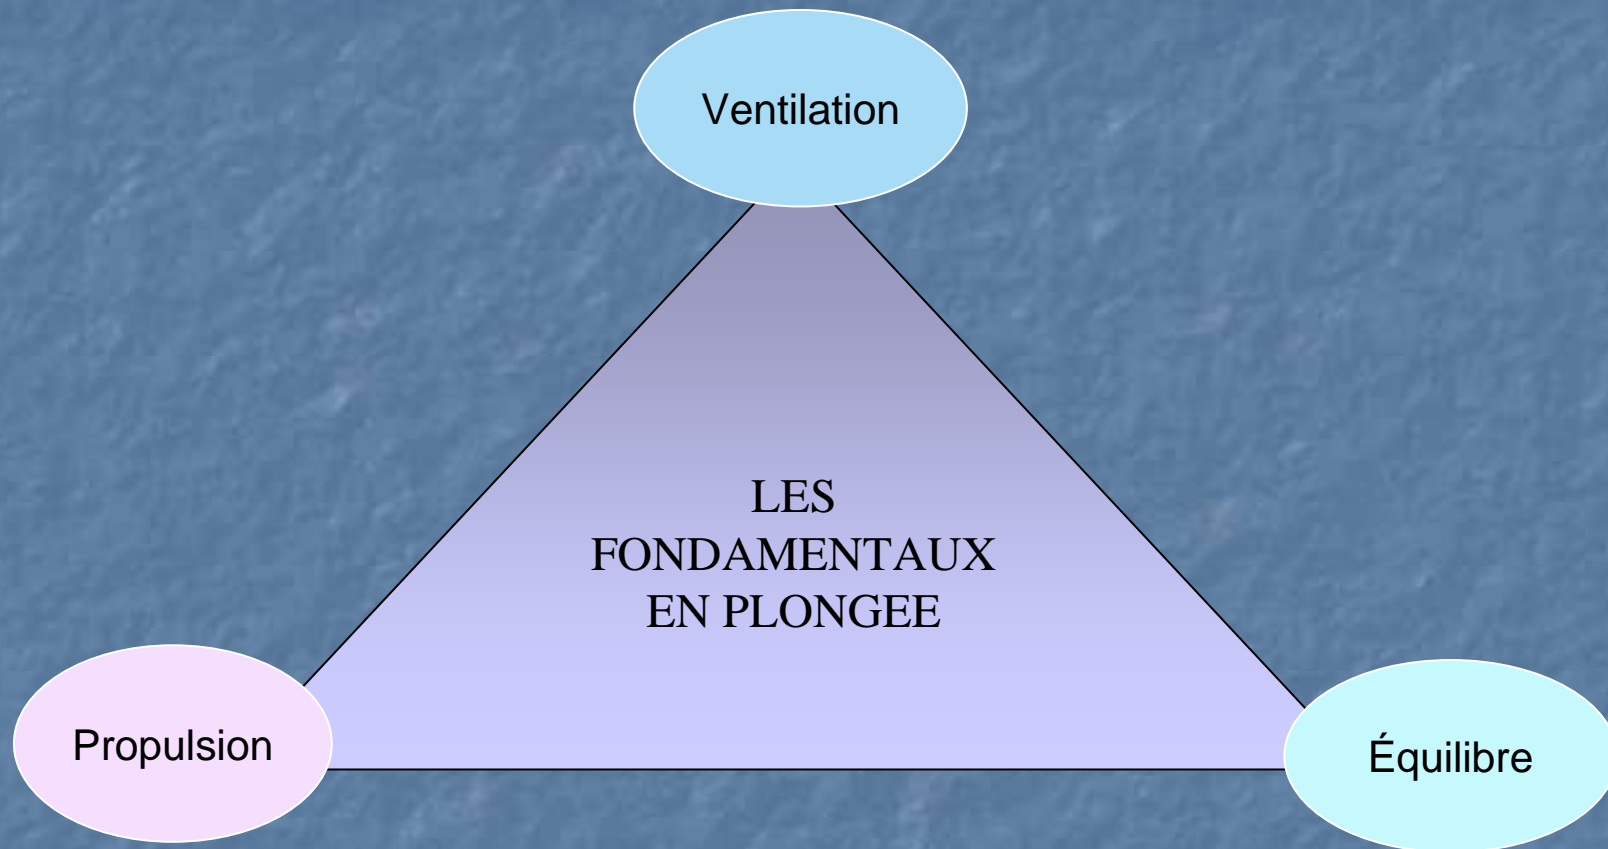 Ventilation
LES
FONDAMENTAUX
EN PLONGEE
Propulsion
Équilibre